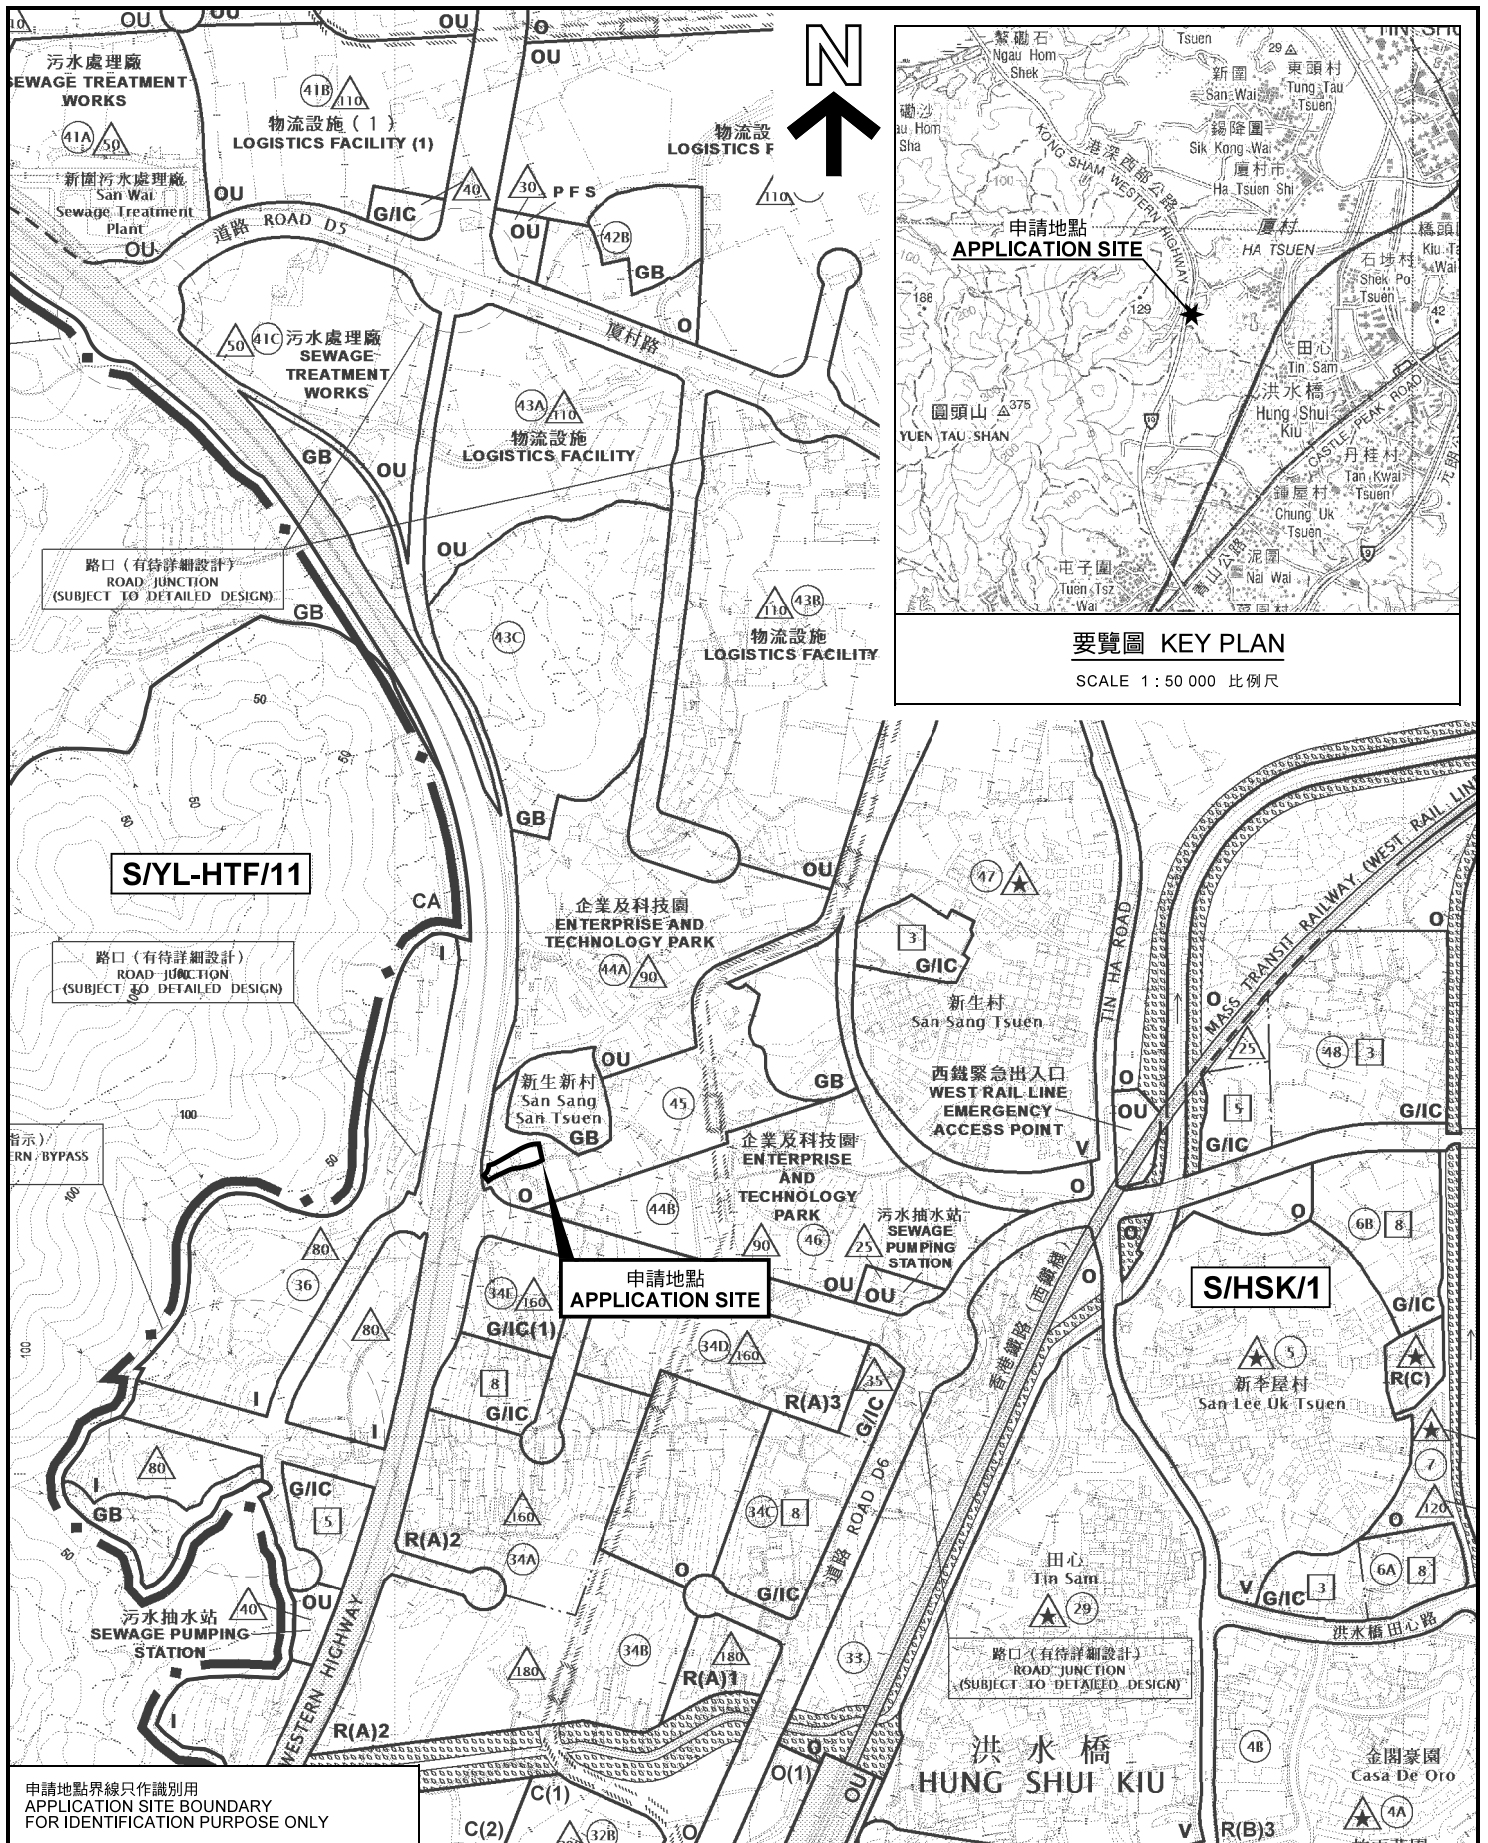 OU
OU
O
OU
污水處理廠
SEWAGE TREATMENT
WORKS
41A
50
新圍污水處理廠
San Wai
Sewage Treatment
Plant
OU
OU
41B
110
物流設施 ( 1 )
LOGISTICS FACILITY (1)
道路 ROAD D5
G/IC
40
30
P F S
OU
42B
GB
O
110
N
申請地點
APPLICATION SITE
鰲磡石
Ngau Hom
Shek
Tsuen
29
新圍
San Wai
東頭村
Tung Tau
Tsuen
錫降圍
Sik Kong Wai
廈村市
Ha Tsuen Shi
港深西部公路
KONG SHAM WESTERN HIGHWAY
廈村
HA TSUEN
石埗村
Shek Po
Tsuen
129
42
田心
Tin Sam
洪水橋
Hung Shui
Kiu
圓頭山
375
YUEN TAU SHAN
CASTLE PEAK ROAD
丹桂村
Tan Kwai
Tsuen
鍾屋村
Chung Uk
Tsuen
泥圍
Nai Wai
屯子圍
Tuen Tsz
Wai
青山公路
要覽圖 KEY PLAN
SCALE 1 : 50 000 比例尺
50
41C
污水處理廠
SEWAGE
TREATMENT
WORKS
廈村路
43A
110
物流設施
LOGISTICS FACILITY
GB
OU
OU
路口 (有待詳細設計)
ROAD JUNCTION
(SUBJECT TO DETAILED DESIGN)
GB
43C
110
43B
物流設施
LOGISTICS FACILITY
S/YL-HTF/11
GB
CA
I
企業及科技園
ENTERPRISE AND
TECHNOLOGY PARK
44A
90
OU
47
3
G/IC
新生村
San Sang Tsuen
TIN HA ROAD
MASS TRANSIT RAILWAY (WEST RAIL LINE
O
O
路口 (有待詳細設計)
ROAD JUNCTION
(SUBJECT TO DETAILED DESIGN)
新生新村
San Sang
San Tsuen
GB
OU
45
GB
西鐵緊急出入口
WEST RAIL LINE
EMERGENCY
ACCESS POINT
O
OU
25
48
3
5
G/IC
G/IC
V
O
企業及科技園
ENTERPRISE
AND
TECHNOLOGY
PARK
O
44B
90
46
25
污水抽水站
SEWAGE
PUMPING
STATION
OU
OU
申請地點
APPLICATION SITE
80
36
80
34E
160
G/IC(1)
8
G/IC
34D
160
R(A)3
35
G/IC
香港鐵路 (西鐵綫)
O
O
O
6B
8
S/HSK/1
G/IC
5
新李屋村
San Lee Uk Tsuen
R(C)
7
120
O
I
I
80
I
GB
G/IC
5
R(A)2
160
34A
34C
8
道路 ROAD D6
O
G/IC
田心
Tin Sam
29
6A
8
V
G/IC
3
洪水橋田心路
污水抽水站
SEWAGE PUMPING
STATION
40
OU
I
WESTERN HIGHWAY
180
34B
180
R(A)1
33
路口 (有待詳細設計)
ROAD JUNCTION
(SUBJECT TO DETAILED DESIGN)
R(A)2
O
O(1)
OU
洪水橋
HUNG SHUI KIU
4B
金閣豪園
Casa De Oro
4A
C(1)
C(2)
32B
O
V
R(B)3
申請地點界線只作識別用
APPLICATION SITE BOUNDARY
FOR IDENTIFICATION PURPOSE ONLY